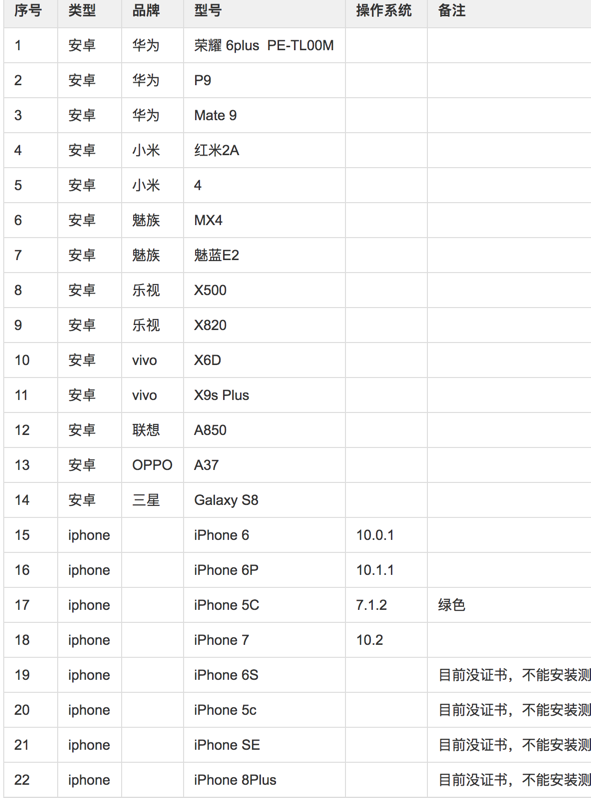 序号 类型 品牌 型号 操作系统 备注
1 安卓 华为 荣耀 6plus  PE-TL00M
2 安卓 华为 P9
3 安卓 华为 Mate 9
4 安卓 小米 红米2A
5 安卓 小米 4
6 安卓 魅族 MX4
7 安卓 魅族 魅蓝E2
8 安卓 乐视 X500
9 安卓 乐视 X820
10 安卓 vivo X6D
11 安卓 vivo X9s Plus
12 安卓 联想 A850
13 安卓 OPPO A37
14 安卓 三星 Galaxy S8
15 iphone iPhone 6 10.0.1
16 iphone iPhone 6P 10.1.1
17 iphone iPhone 5C 7.1.2 绿色
18 iphone iPhone 7 10.2
19 iphone iPhone 6S 目前没证书，不能安装测
20 iphone iPhone 5c 目前没证书，不能安装测
21 iphone iPhone SE 目前没证书，不能安装测
22 iphone iPhone 8Plus 目前没证书，不能安装测